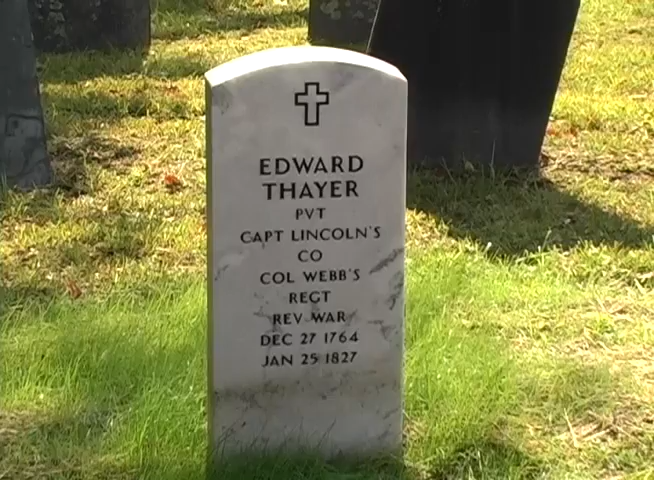 EDWARD
THAYER
PVT
CAPT LINCOLN'S
CO
COL WEBB'S
REGT
REV WAR
DEC 27 1764
JAN 25 1827